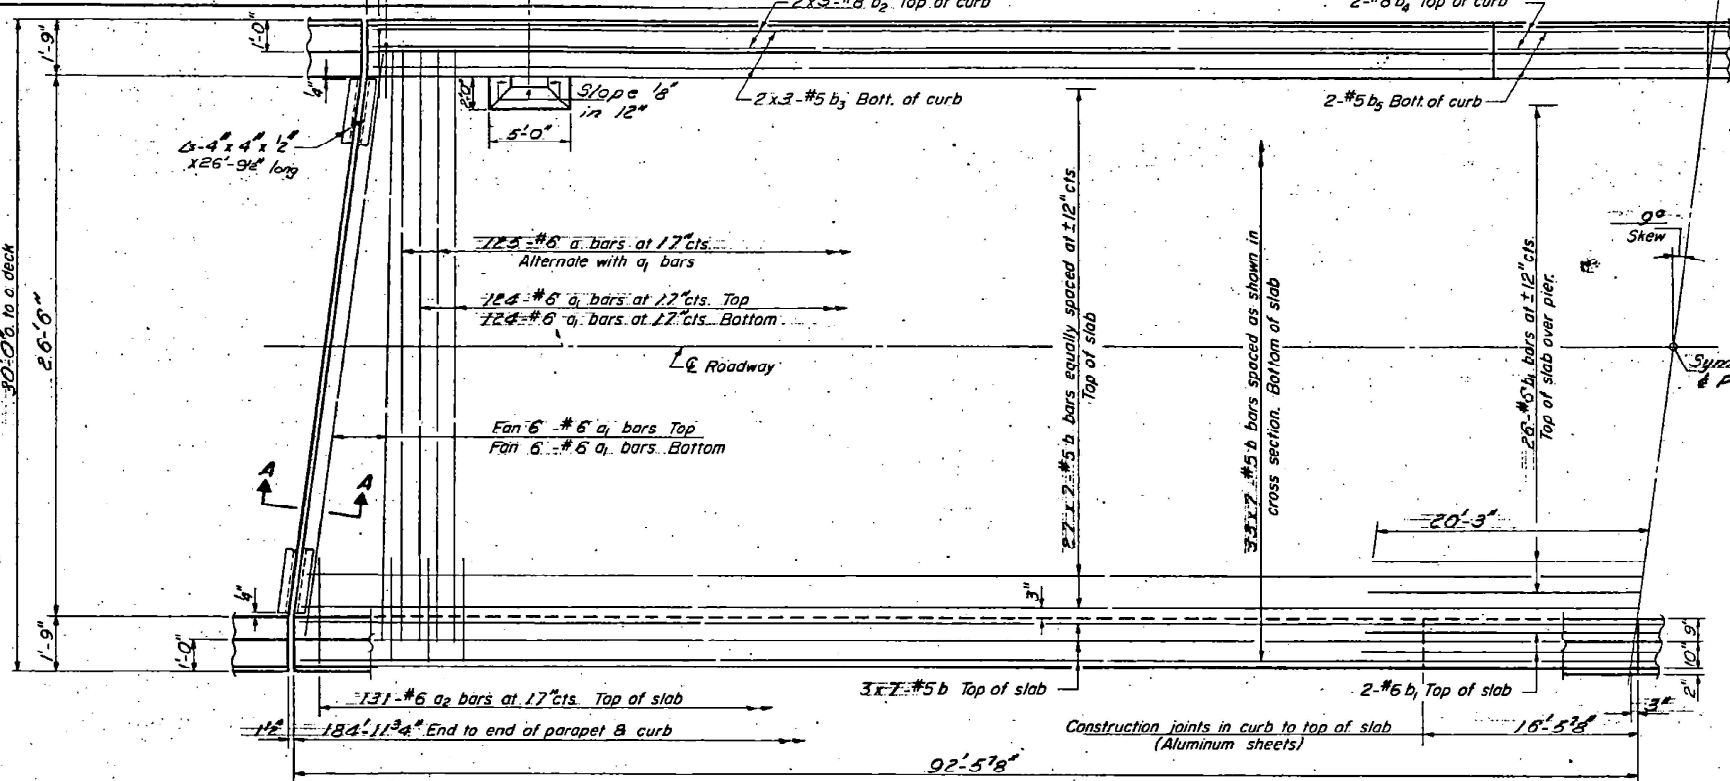 2x3-#8 b2 Top of curb
2-#8 b4 Top of curb
1'-9"
1'-0"
1/4"
2'-0"
Slope 1/8"
in 12"
5'-0"
2x3-#5 b3 Bott. of curb
2-#5 b5 Bott. of curb
4"x 4"x 1/2"
x26'-9 1/2" long
30'-0" o. to o. deck
26'-6"
125-#6 a bars at 17"cts.
Alternate with a1 bars
124-#6 a1 bars at 17"cts. Top
124-#6 a1 bars at 17"cts. Bottom
℄ Roadway
27 x 7-#5 b bars equally spaced at ±12" cts.
Top of slab
33x7-#5 b bars spaced as shown in
cross section. Bottom of slab
26-#6 b1 bars at ±12" cts.
Top of slab over pier.
9°
Skew
Fan 6-#6 a1 bars Top
Fan 6-#6 a1 bars Bottom
A
A
20'-3"
3"
1/4"
1'-9"
1'-0"
9"
10"
2"
131-#6 a2 bars at 17"cts. Top of slab
3x7-#5 b Top of slab
2-#6 b1 Top of slab
3"
1 1/2"
184'-11 3/4" End to end of parapet & curb
Construction joints in curb to top of slab
(Aluminum sheets)
16'-5 7/8"
92'-5 7/8"